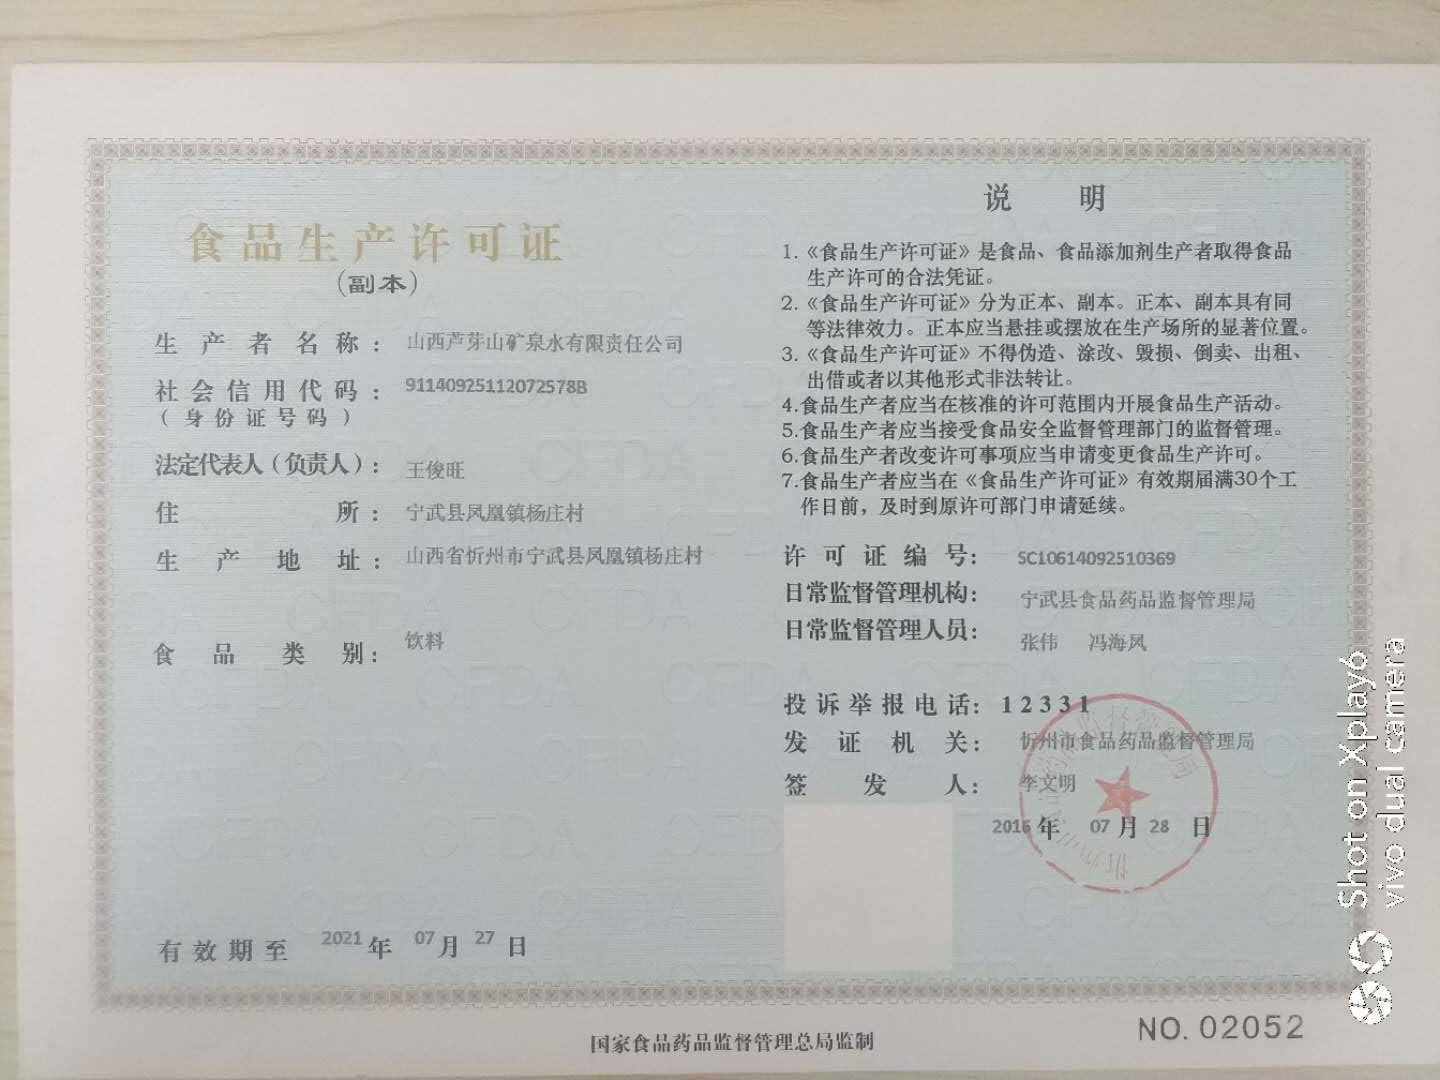 食品生产许可证
（副本）
生产者名称： 山西芦芽山矿泉水有限责任公司
社会信用代码： 91140925112072578B
（身份证号码）
法定代表人（负责人）： 王俊旺
住所： 宁武县凤凰镇杨庄村
生产地址： 山西省忻州市宁武县凤凰镇杨庄村
食品类别： 饮料
有效期至 2021年07月27日
说明
1.《食品生产许可证》是食品、食品添加剂生产者取得食品
生产许可的合法凭证。
2.《食品生产许可证》分为正本、副本。正本、副本具有同
等法律效力。正本应当悬挂或摆放在生产场所的显著位置。
3.《食品生产许可证》不得伪造、涂改、毁损、倒卖、出租、
出借或者以其他形式非法转让。
4.食品生产者应当在核准的许可范围内开展食品生产活动。
5.食品生产者应当接受食品安全监督管理部门的监督管理。
6.食品生产者改变许可事项应当申请变更食品生产许可。
7.食品生产者应当在《食品生产许可证》有效期届满30个工
作日前，及时到原许可部门申请延续。
许可证编号： SC10614092510369
日常监督管理机构： 宁武县食品药品监督管理局
日常监督管理人员： 张伟 冯海凤
投诉举报电话：12331
发证机关： 忻州市食品药品监督管理局
签发人： 李文明
2016年07月28日
国家食品药品监督管理总局监制
NO. 02052
Shot on Xplay6
vivo dual camera